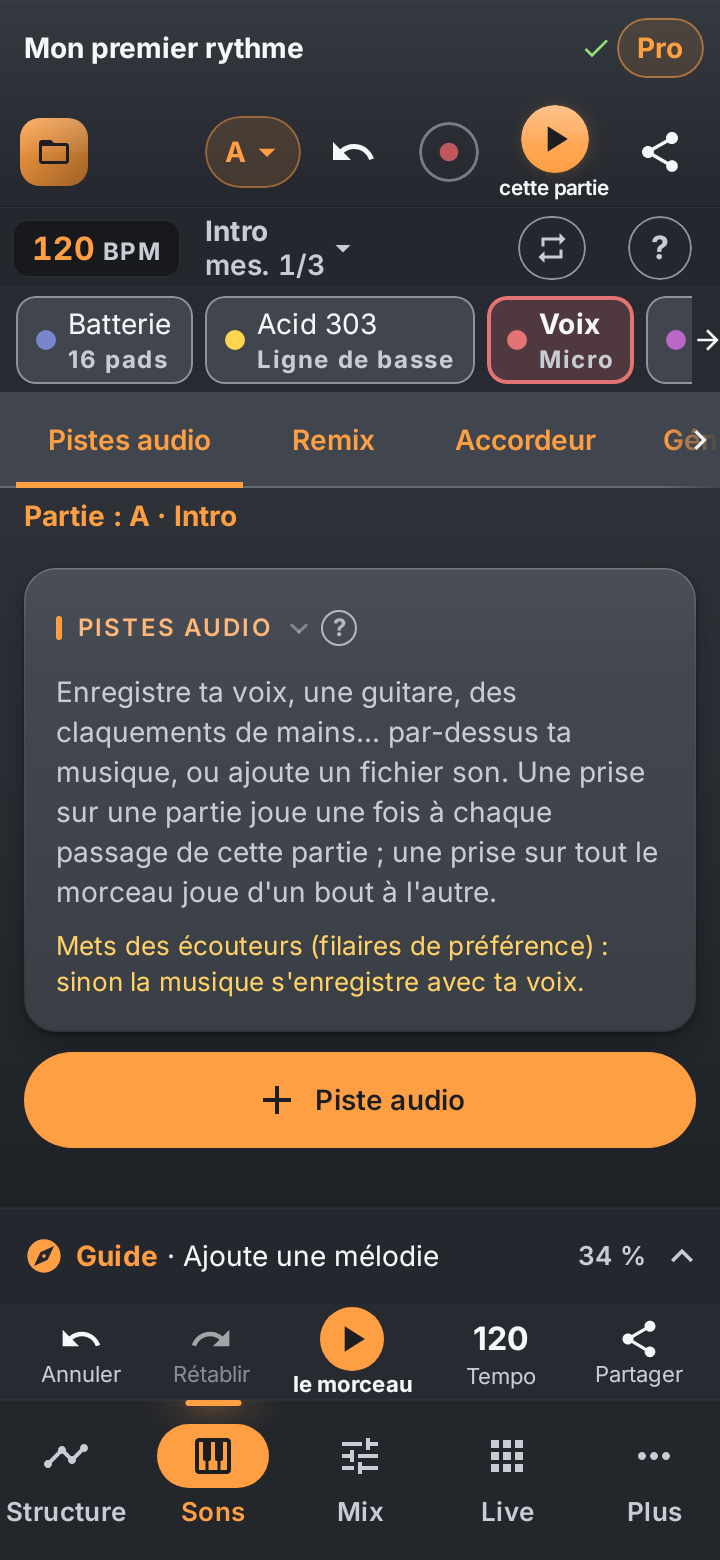 Mon premier rythme
Pro
A
cette partie
120 BPM
Intro
mes. 1/3
?
Batterie
16 pads
Acid 303
Ligne de basse
Voix
Micro
Pistes audio
Remix
Accordeur
Partie : A · Intro
PISTES AUDIO
?
Enregistre ta voix, une guitare, des
claquements de mains... par-dessus ta
musique, ou ajoute un fichier son. Une prise
sur une partie joue une fois à chaque
passage de cette partie ; une prise sur tout le
morceau joue d'un bout à l'autre.
Mets des écouteurs (filaires de préférence) :
sinon la musique s'enregistre avec ta voix.
+ Piste audio
Guide · Ajoute une mélodie
34 %
Annuler
Rétablir
le morceau
120
Tempo
Partager
Structure
Sons
Mix
Live
Plus